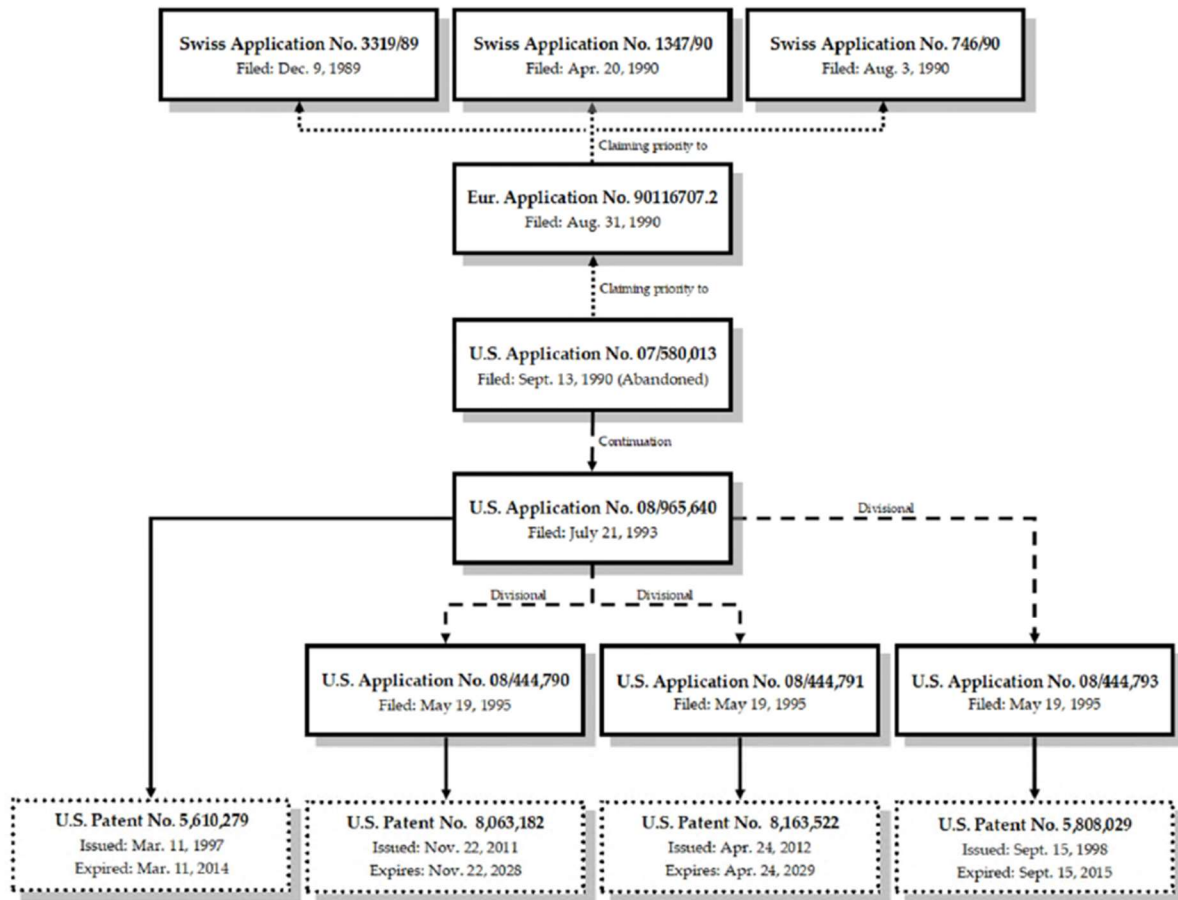 Swiss Application No. 3319/89
Filed: Dec. 9, 1989
Swiss Application No. 1347/90
Filed: Apr. 20, 1990
Swiss Application No. 746/90
Filed: Aug. 3, 1990
Claiming priority to
Eur. Application No. 90116707.2
Filed: Aug. 31, 1990
Claiming priority to
U.S. Application No. 07/580,013
Filed: Sept. 13, 1990 (Abandoned)
Continuation
U.S. Application No. 08/965,640
Filed: July 21, 1993
Divisional
Divisional
Divisional
U.S. Application No. 08/444,790
Filed: May 19, 1995
U.S. Application No. 08/444,791
Filed: May 19, 1995
U.S. Application No. 08/444,793
Filed: May 19, 1995
U.S. Patent No. 5,610,279
Issued: Mar. 11, 1997
Expired: Mar. 11, 2014
U.S. Patent No. 8,063,182
Issued: Nov. 22, 2011
Expires: Nov. 22, 2028
U.S. Patent No. 8,163,522
Issued: Apr. 24, 2012
Expires: Apr. 24, 2029
U.S. Patent No. 5,808,029
Issued: Sept. 15, 1998
Expired: Sept. 15, 2015